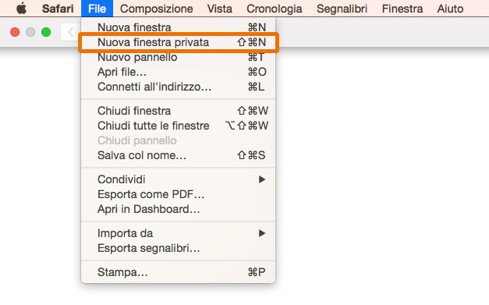 Safari File Composizione Vista Cronologia Segnalibri Finestra Aiuto
Nuova finestra ⌘N
Nuova finestra privata ⇧⌘N
Nuovo pannello ⌘T
Apri file... ⌘O
Connetti all'indirizzo... ⌘L
Chiudi finestra ⇧⌘W
Chiudi tutte le finestre ⌥⇧⌘W
Chiudi pannello
Salva col nome... ⇧⌘S
Condividi ▶
Esporta come PDF...
Apri in Dashboard...
Importa da ▶
Esporta segnalibri...
Stampa... ⌘P